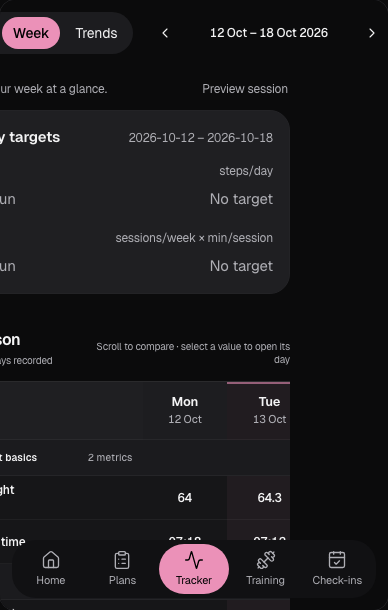 Week Trends 12 Oct – 18 Oct 2026
ur week at a glance. Preview session
y targets 2026-10-12 – 2026-10-18
steps/day
un No target
sessions/week × min/session
un No target
son Scroll to compare · select a value to open its
ays recorded day
Mon Tue
12 Oct 13 Oct
t basics 2 metrics
ght
64 64.3
time
Home Plans Tracker Training Check-ins